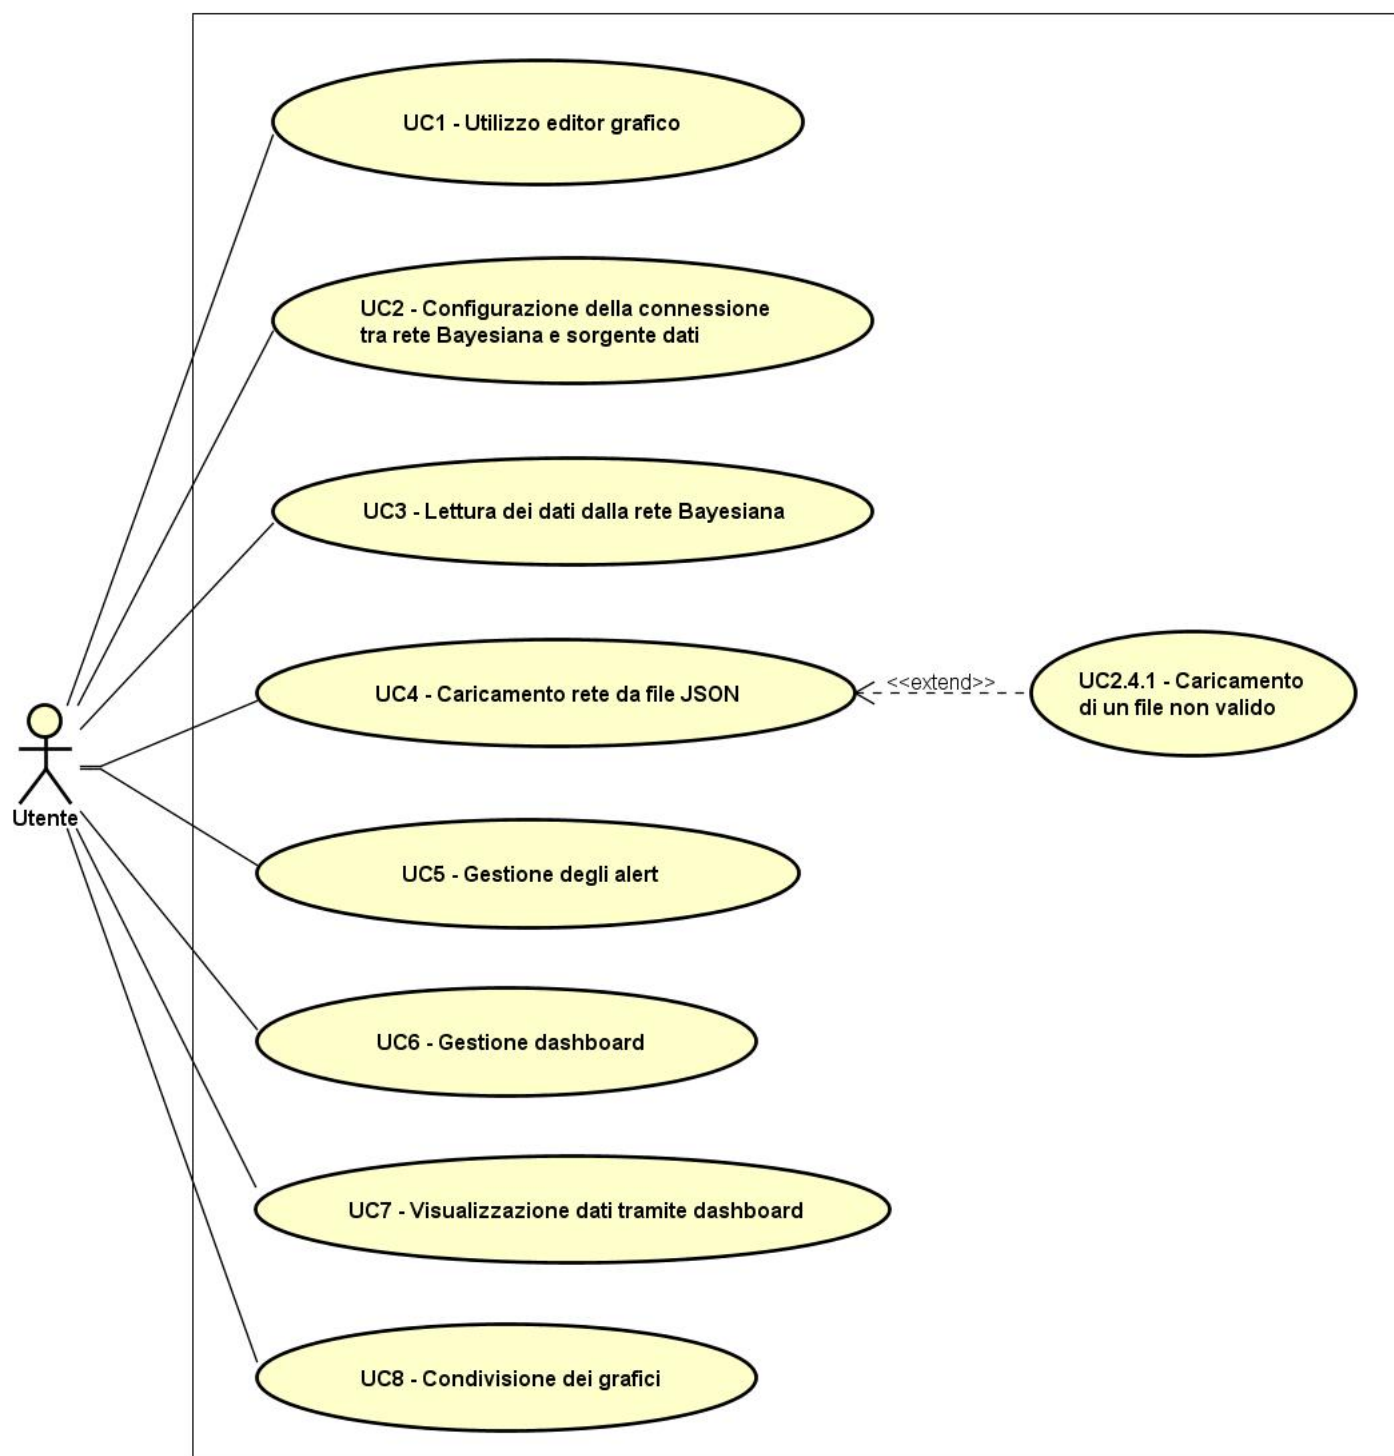 UC1 - Utilizzo editor grafico
UC2 - Configurazione della connessione
tra rete Bayesiana e sorgente dati
UC3 - Lettura dei dati dalla rete Bayesiana
UC4 - Caricamento rete da file JSON
<<extend>>
UC2.4.1 - Caricamento
di un file non valido
Utente
UC5 - Gestione degli alert
UC6 - Gestione dashboard
UC7 - Visualizzazione dati tramite dashboard
UC8 - Condivisione dei grafici